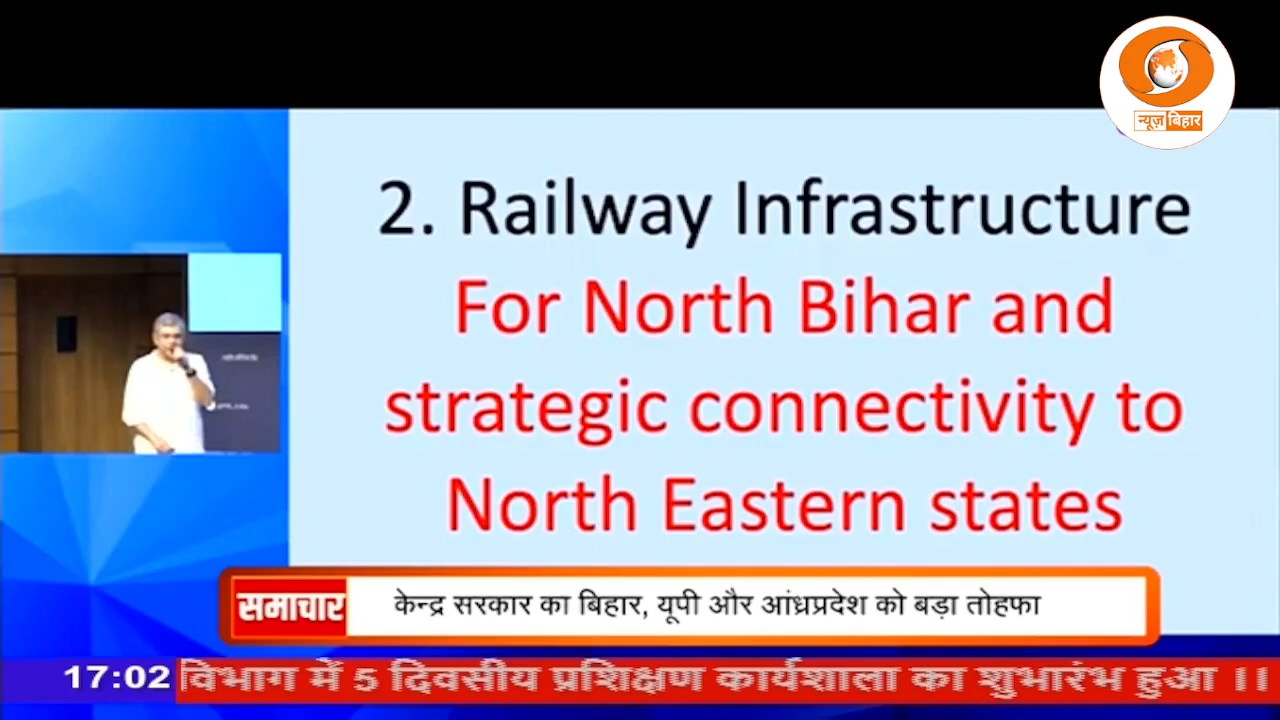 न्यूज़ बिहार
2. Railway Infrastructure
For North Bihar and
strategic connectivity to
North Eastern states
समाचार
केन्द्र सरकार का बिहार, यूपी और आंध्रप्रदेश को बड़ा तोहफा
17:02
विभाग में 5 दिवसीय प्रशिक्षण कार्यशाला का शुभारंभ हुआ ।।